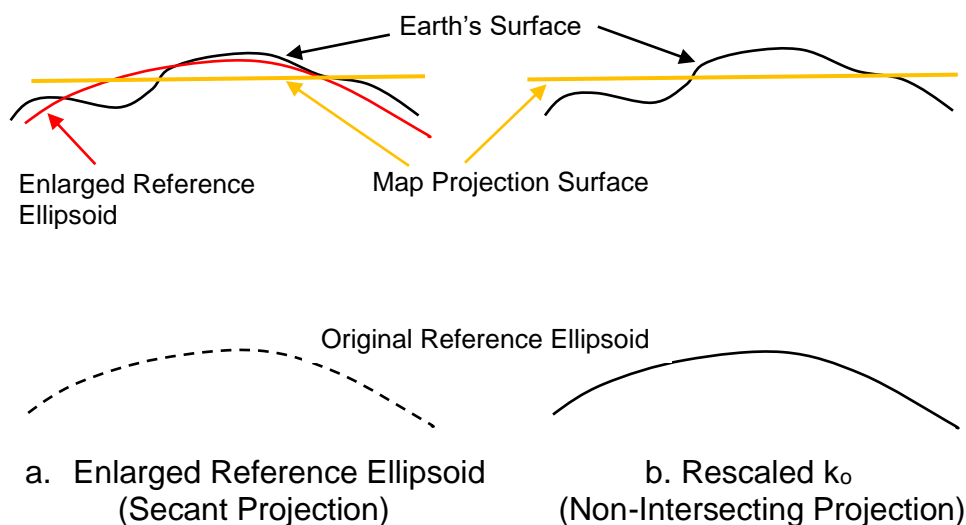 Earth's Surface
Enlarged Reference
Ellipsoid
Map Projection Surface
Original Reference Ellipsoid
a. Enlarged Reference Ellipsoid
(Secant Projection)
b. Rescaled ko
(Non-Intersecting Projection)